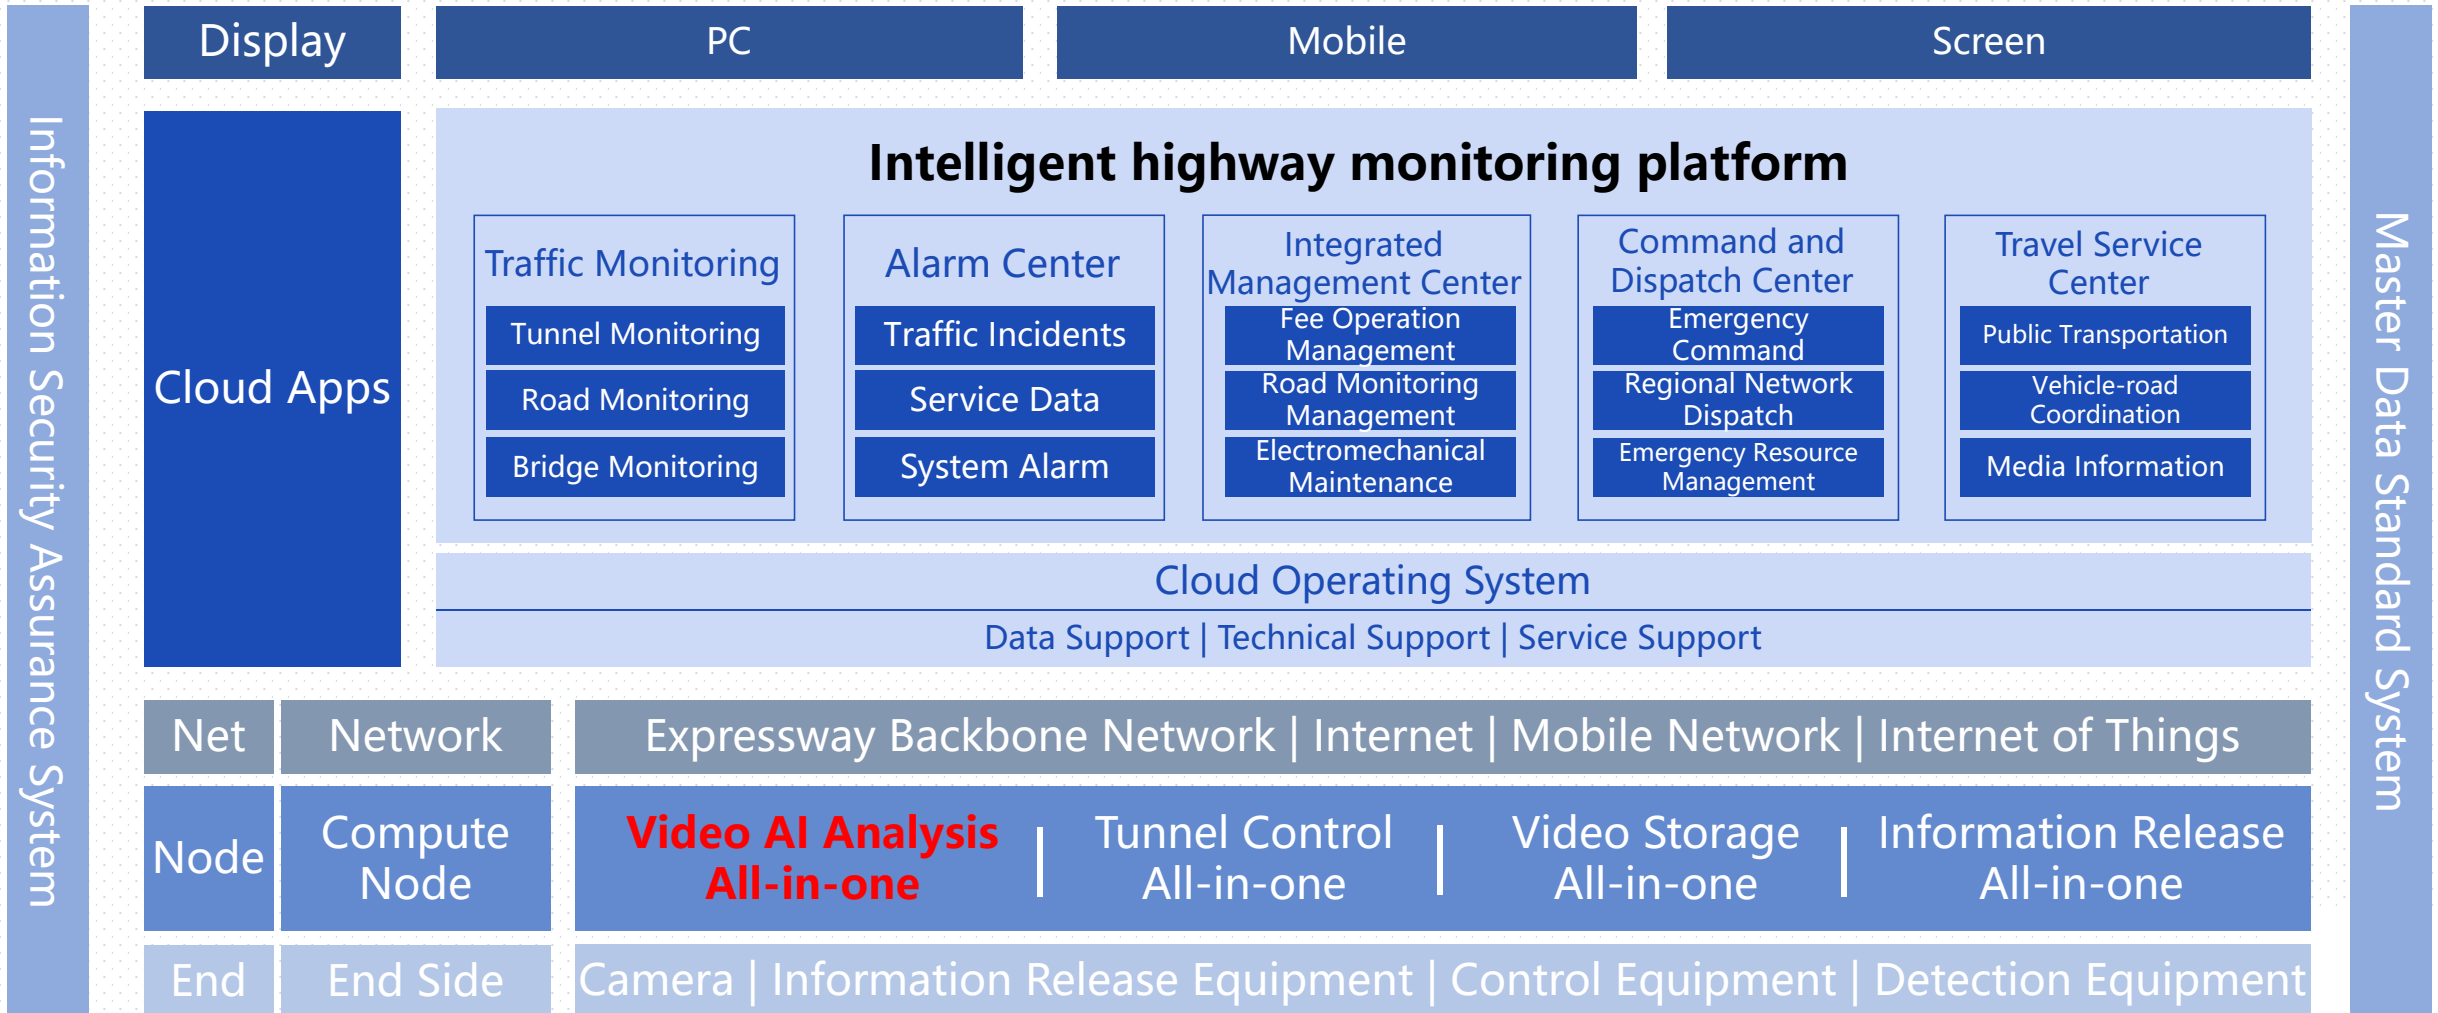 Display
PC
Mobile
Screen
Information Security Assurance System
Master Data Standard System
Cloud Apps
Intelligent highway monitoring platform
Traffic Monitoring
Tunnel Monitoring
Road Monitoring
Bridge Monitoring
Alarm Center
Traffic Incidents
Service Data
System Alarm
Integrated
Management Center
Fee Operation
Management
Road Monitoring
Management
Electromechanical
Maintenance
Command and
Dispatch Center
Emergency
Command
Regional Network
Dispatch
Emergency Resource
Management
Travel Service
Center
Public Transportation
Vehicle-road
Coordination
Media Information
Cloud Operating System
Data Support | Technical Support | Service Support
Net
Network
Expressway Backbone Network | Internet | Mobile Network | Internet of Things
Node
Compute
Node
Video AI Analysis
All-in-one
Tunnel Control
All-in-one
Video Storage
All-in-one
Information Release
All-in-one
End
End Side
Camera | Information Release Equipment | Control Equipment | Detection Equipment